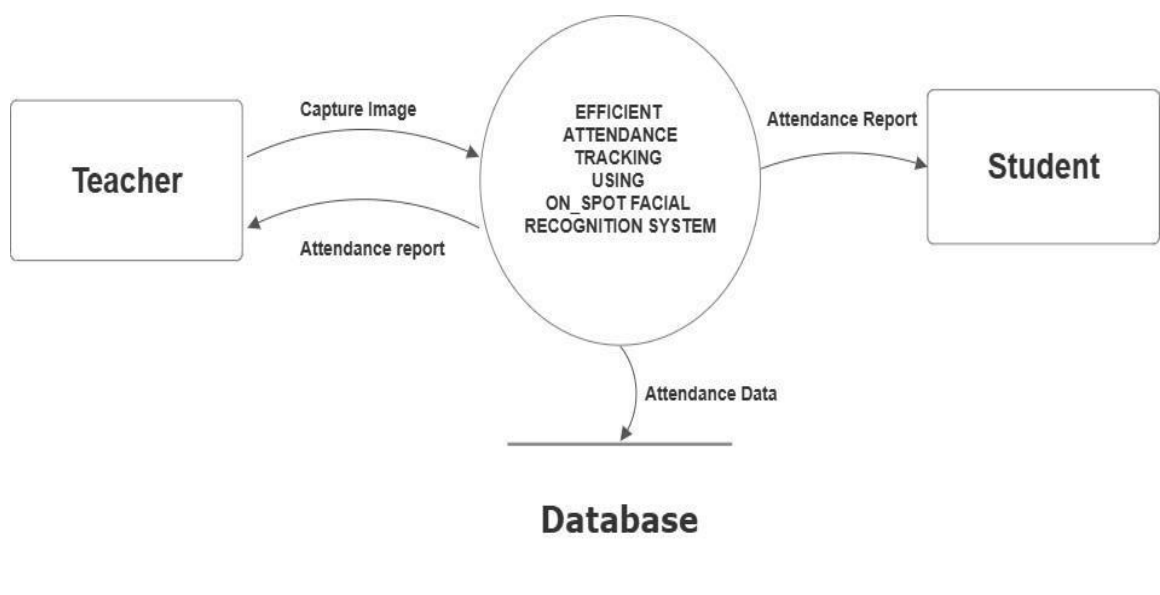 Teacher
Capture Image
Attendance report
EFFICIENT
ATTENDANCE
TRACKING
USING
ON_SPOT FACIAL
RECOGNITION SYSTEM
Attendance Report
Student
Attendance Data
Database